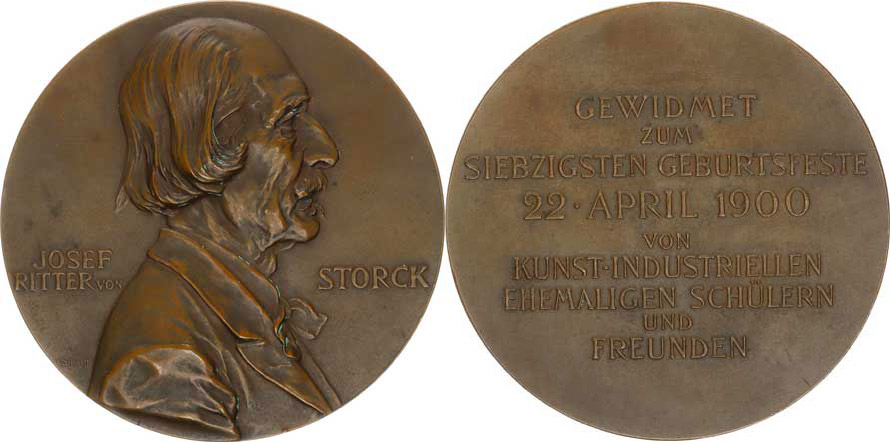 JOSEF
RITTER VON STORCK
GEWIDMET
ZUM
SIEBZIGSTEN GEBURTSFESTE
22 · APRIL 1900
VON
KUNST-INDUSTRIELLEN
EHEMALIGEN SCHÜLERN
UND
FREUNDEN